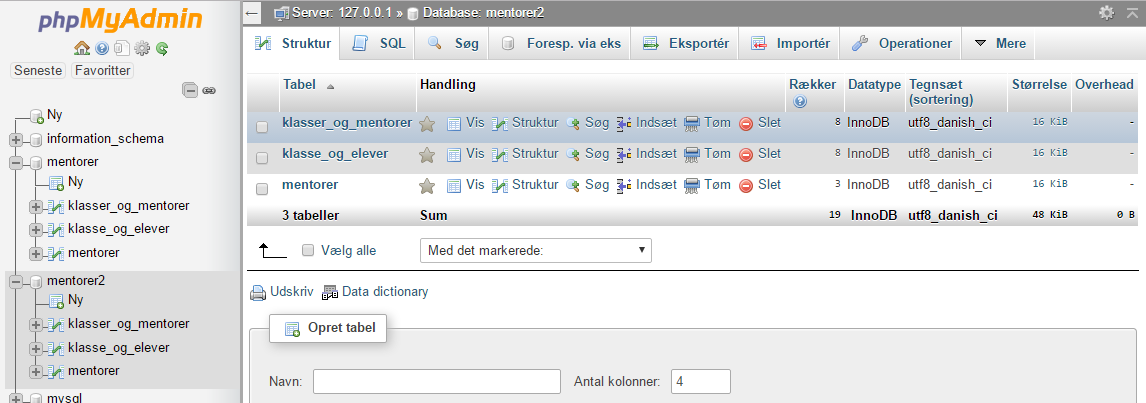 phpMyAdmin
Seneste Favoritter
Ny
information_schema
mentorer
Ny
klasser_og_mentorer
klasse_og_elever
mentorer
mentorer2
Ny
klasser_og_mentorer
klasse_og_elever
mentorer
mysql
Server: 127.0.0.1 » Database: mentorer2
Struktur SQL Søg Foresp. via eks Eksportér Importér Operationer Mere
Tabel Handling Rækker Datatype Tegnsæt (sortering) Størrelse Overhead
klasser_og_mentorer Vis Struktur Søg Indsæt Tøm Slet 8 InnoDB utf8_danish_ci 16 KiB -
klasse_og_elever Vis Struktur Søg Indsæt Tøm Slet 8 InnoDB utf8_danish_ci 16 KiB -
mentorer Vis Struktur Søg Indsæt Tøm Slet 3 InnoDB utf8_danish_ci 16 KiB -
3 tabeller Sum 19 InnoDB utf8_danish_ci 48 KiB 0 B
Vælg alle Med det markerede:
Udskriv Data dictionary
Opret tabel
Navn: Antal kolonner: 4